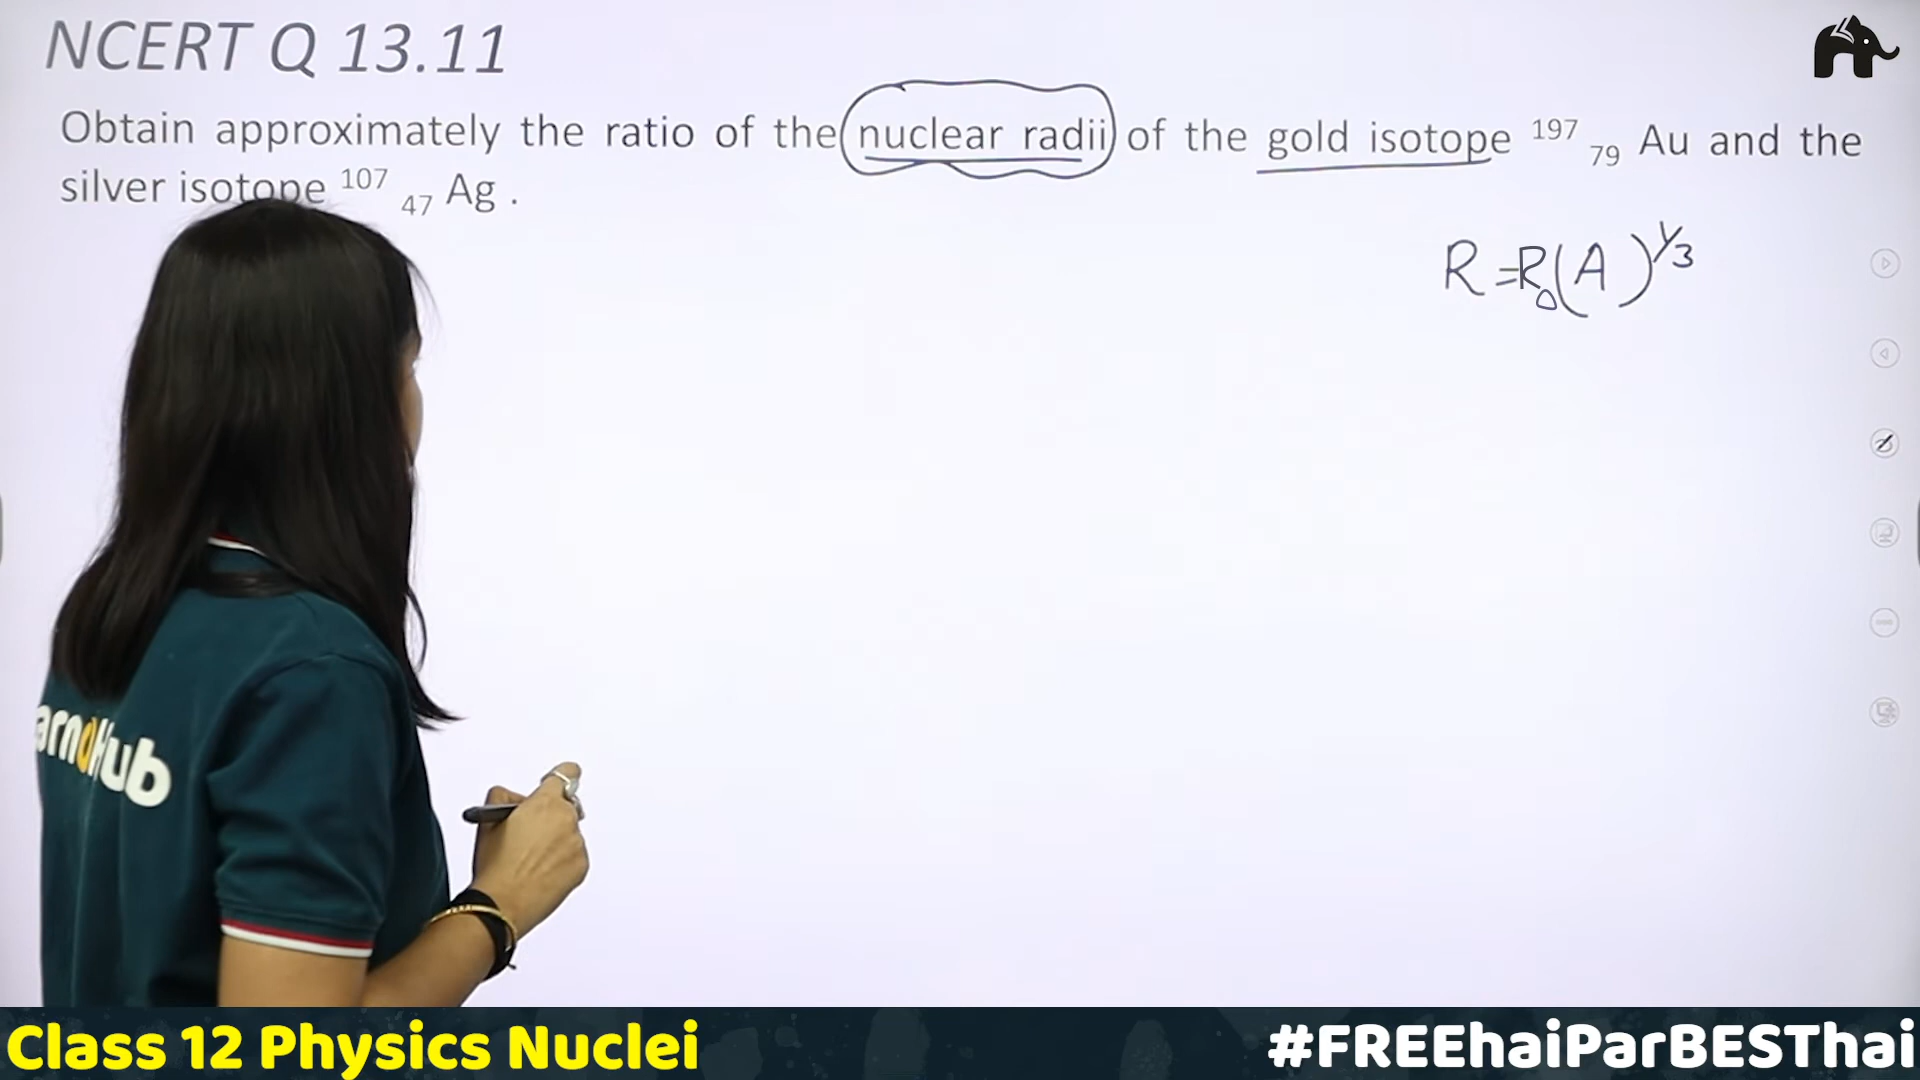 NCERT Q 13.11
Obtain approximately the ratio of the nuclear radii of the gold isotope ¹⁹⁷ ₇₉ Au and the
silver isotope ¹⁰⁷ ₄₇ Ag .
R = R₀(A)^1/3
arnoHub
Class 12 Physics Nuclei
#FREEhaiParBESThai